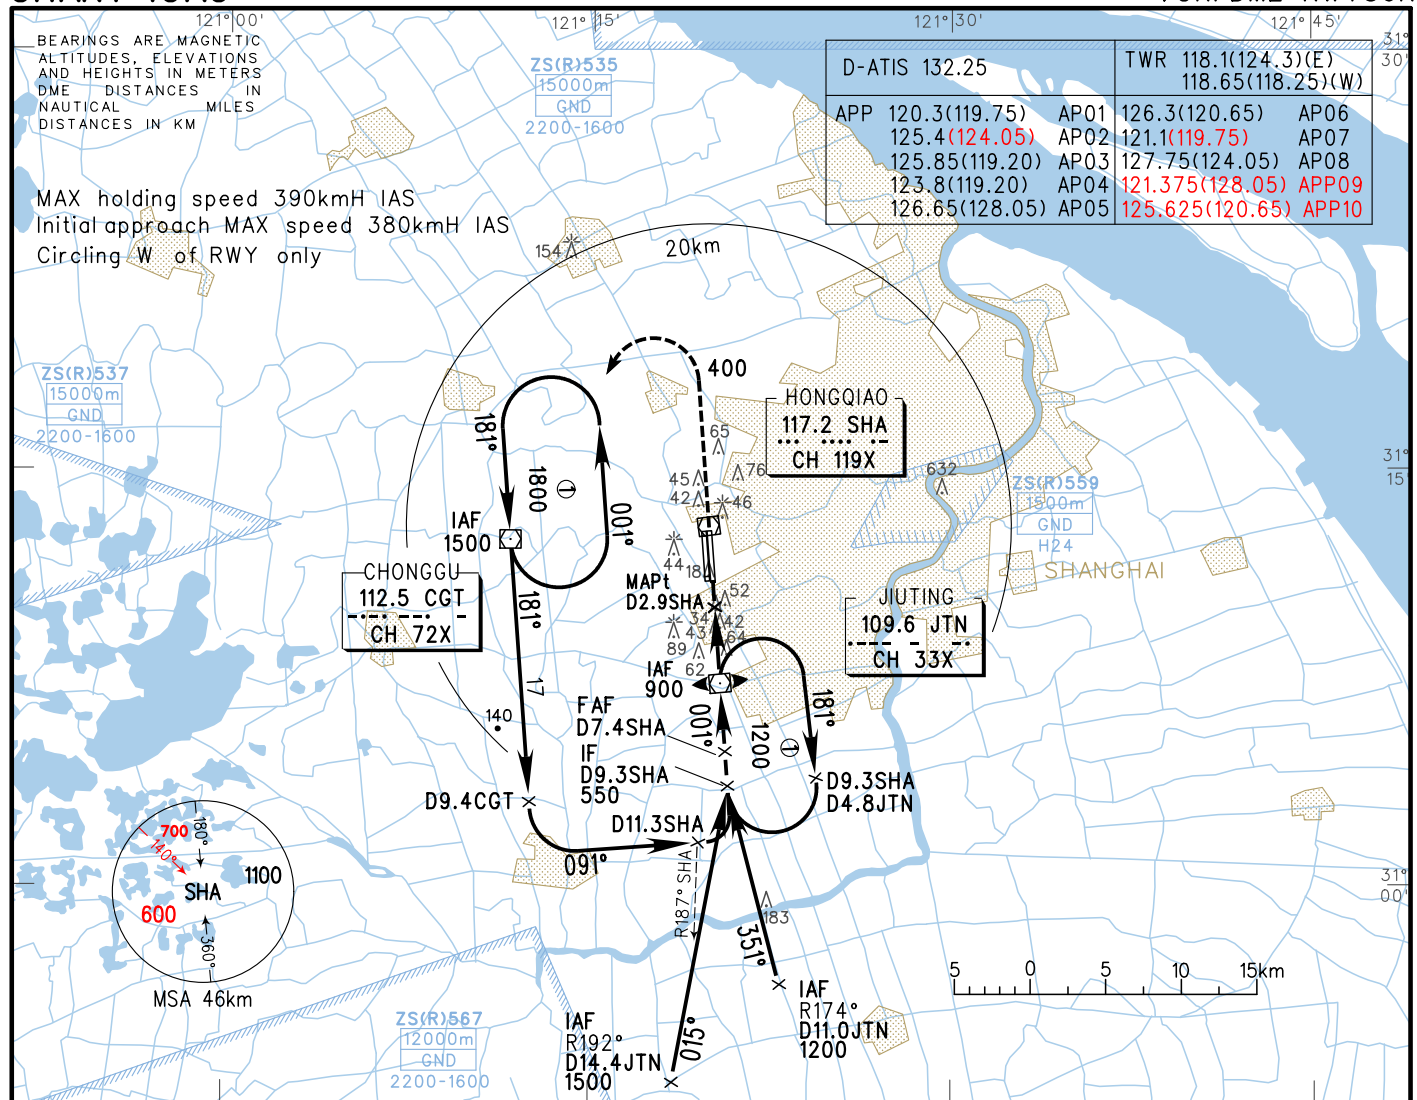 121°00'
121°15'
121°30'
121°45'
31°
30'
BEARINGS ARE MAGNETIC
ALTITUDES, ELEVATIONS
AND HEIGHTS IN METERS
DME DISTANCES IN
NAUTICAL MILES
DISTANCES IN KM
ZS(R)535
15000m
GND
2200-1600
D-ATIS 132.25
TWR 118.1(124.3)(E)
118.65(118.25)(W)
APP 120.3(119.75) AP01 126.3(120.65) AP06
125.4(124.05) AP02 121.1(119.75) AP07
125.85(119.20) AP03 127.75(124.05) AP08
123.8(119.20) AP04 121.375(128.05) APP09
126.65(128.05) AP05 125.625(120.65) APP10
MAX holding speed 390kmH IAS
Initial approach MAX speed 380kmH IAS
Circling W of RWY only
154
20km
ZS(R)537
15000m
GND
2200-1600
400
HONGQIAO
117.2 SHA
CH 119X
65
76
45
42
46
632
31°
15'
ZS(R)559
1500m
GND
H24
181°
1800
①
001°
IAF
1500
44
18
CHONGGU
112.5 CGT
CH 72X
MAPt
D2.9SHA
52
34
42
43
64
89
62
SHANGHAI
JIUTING
109.6 JTN
CH 33X
181°
17
IAF
900
181°
001°
1200
①
140
FAF
D7.4SHA
IF
D9.3SHA
550
D9.3SHA
D4.8JTN
D9.4CGT
D11.3SHA
091°
R187° SHA
183
31°
00'
700
140°
180°
SHA
1100
600
360°
MSA 46km
351°
015°
IAF
R174°
D11.0JTN
1200
IAF
R192°
D14.4JTN
1500
ZS(R)567
12000m
GND
2200-1600
5 0 5 10 15km